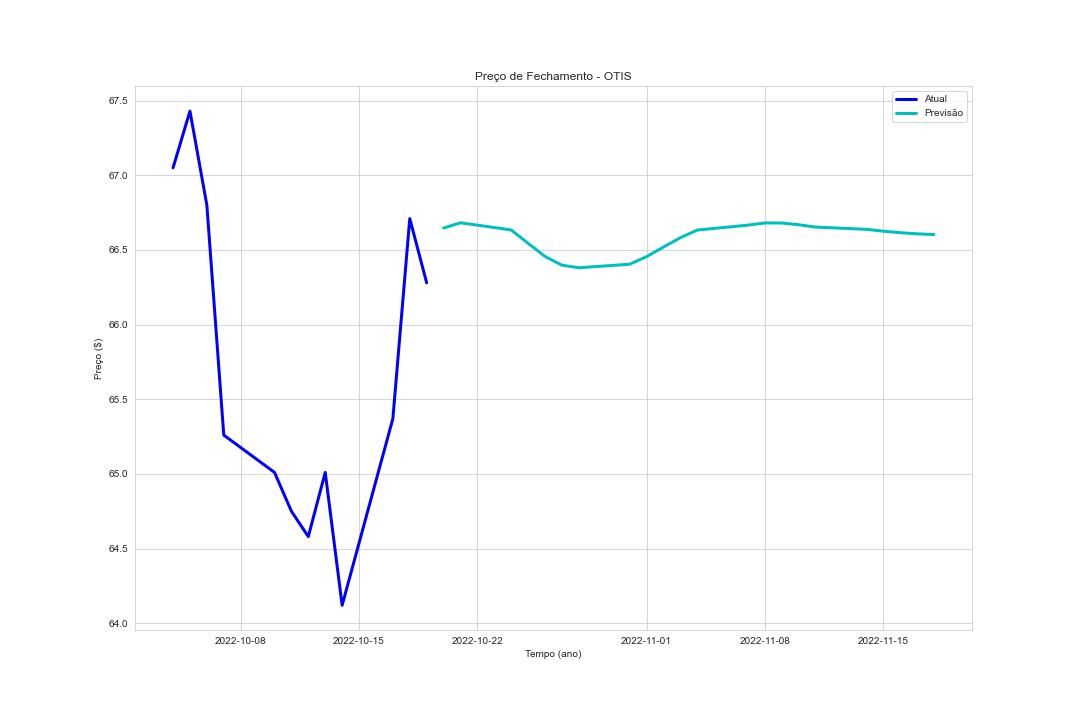 Preço de Fechamento - OTIS
Atual
Previsão
67.5
67.0
66.5
66.0
65.5
65.0
64.5
64.0
Preço ($)
2022-10-08
2022-10-15
2022-10-22
2022-11-01
2022-11-08
2022-11-15
Tempo (ano)